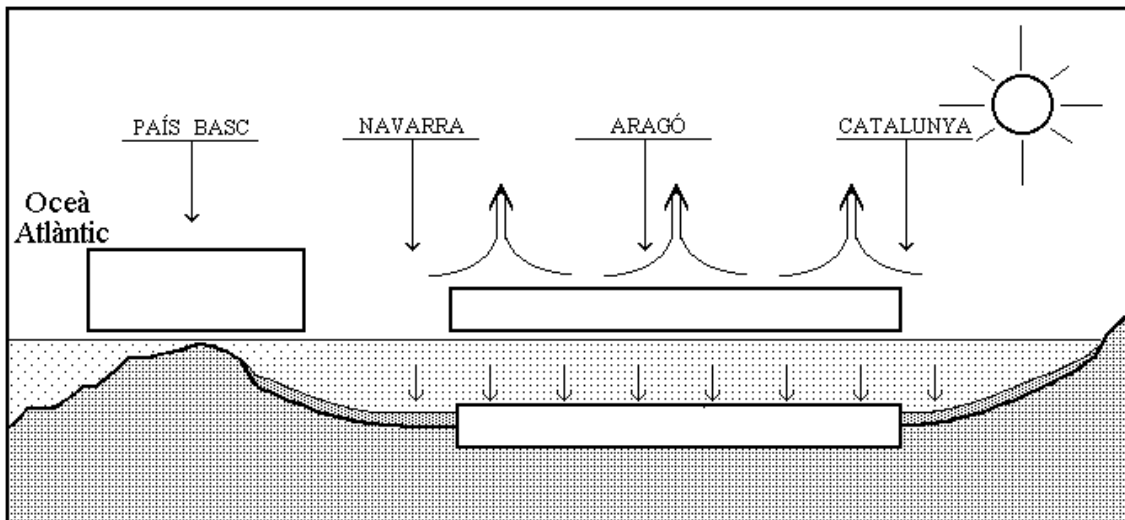 PAÍS BASC
NAVARRA
ARAGÓ
CATALUNYA
Oceà
Atlàntic